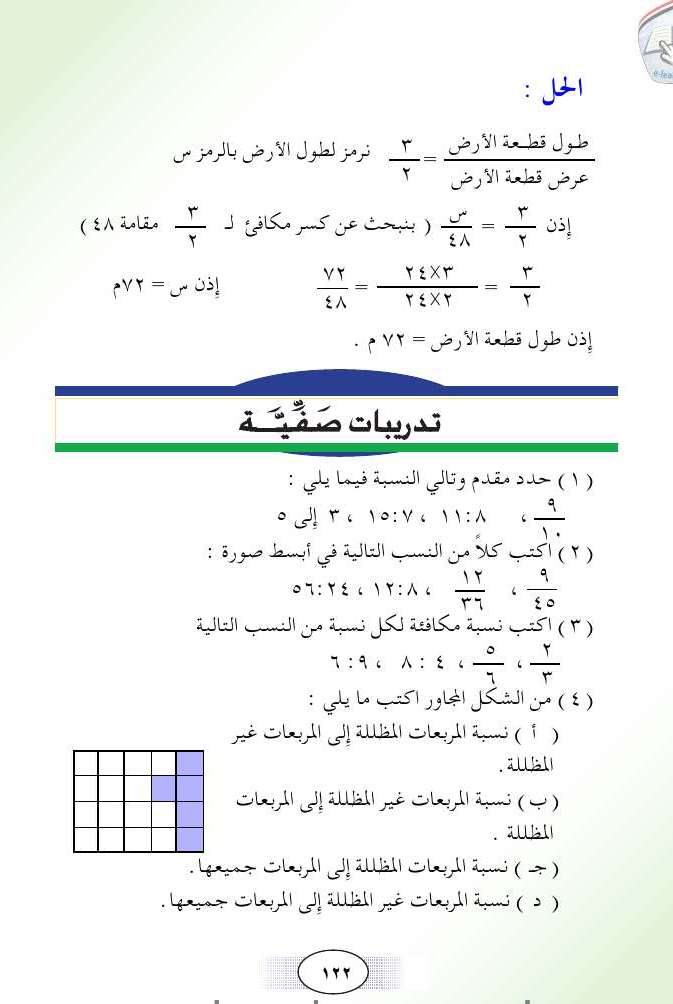 الحل :
طول قطعة الأرض / عرض قطعة الأرض = ٣/٢ نرمز لطول الأرض بالرمز س
إذن ٣/٢ = س/٤٨ ( بنبحث عن كسر مكافئ لـ ٣/٢ مقامة ٤٨ )
٣/٢ = ٣×٢٤ / ٢×٢٤ = ٧٢/٤٨ إذن س = ٧٢م
إذن طول قطعة الأرض = ٧٢ م .
تدريبات صَفِّيَّة
( ١ ) حدد مقدم وتالي النسبة فيما يلي :
٩/١٠ ، ٨:١١ ، ٧:١٥ ، ٣ إلى ٥
( ٢ ) اكتب كلاً من النسب التالية في أبسط صورة :
٩/٤٥ ، ١٢/٣٦ ، ٨:١٢ ، ٢٤:٥٦
( ٣ ) اكتب نسبة مكافئة لكل نسبة من النسب التالية
٢/٣ ، ٥/٦ ، ٤ : ٨ ، ٩:٦
( ٤ ) من الشكل المجاور اكتب ما يلي :
( أ ) نسبة المربعات المظللة إلى المربعات غير
المظللة .
( ب ) نسبة المربعات غير المظللة إلى المربعات
المظللة .
( جـ ) نسبة المربعات المظللة إلى المربعات جميعها .
( د ) نسبة المربعات غير المظللة إلى المربعات جميعها .
١٢٢